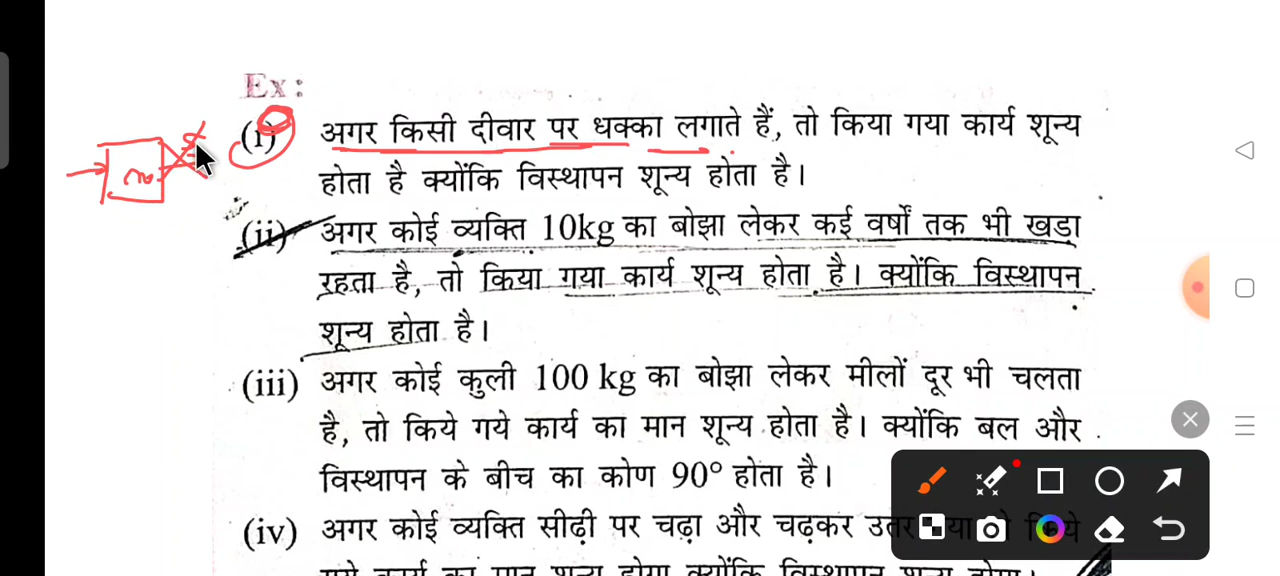 Ex :
(i) अगर किसी दीवार पर धक्का लगाते हैं, तो किया गया कार्य शून्य
होता है क्योंकि विस्थापन शून्य होता है।
(ii) अगर कोई व्यक्ति 10kg का बोझा लेकर कई वर्षों तक भी खड़ा
रहता है, तो किया गया कार्य शून्य होता है। क्योंकि विस्थापन
शून्य होता है।
(iii) अगर कोई कुली 100 kg का बोझा लेकर मीलों दूर भी चलता
है, तो किये गये कार्य का मान शून्य होता है। क्योंकि बल और
विस्थापन के बीच का कोण 90° होता है।
(iv) अगर कोई व्यक्ति सीढ़ी पर चढ़ा और चढ़कर